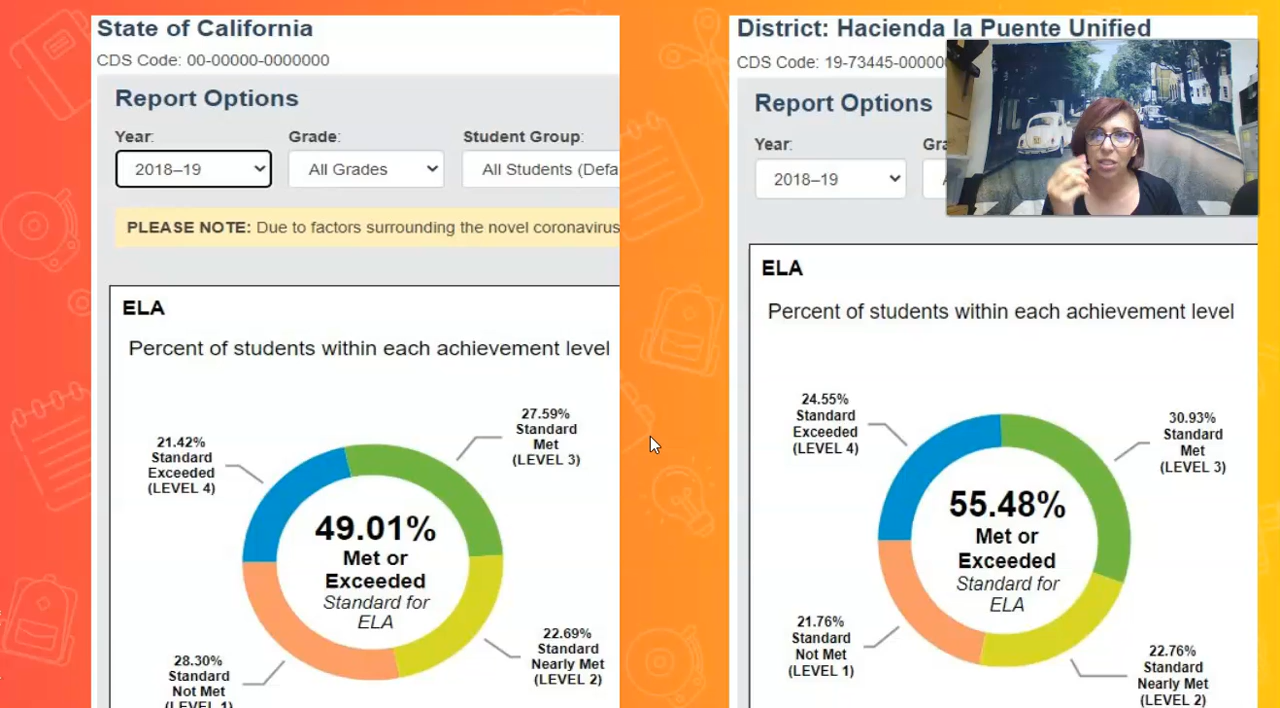 State of California
CDS Code: 00-00000-0000000
Report Options
Year:
Grade:
Student Group:
2018–19
All Grades
All Students (Defa
PLEASE NOTE: Due to factors surrounding the novel coronavirus
ELA
Percent of students within each achievement level
27.59%
Standard
Met
(LEVEL 3)
21.42%
Standard
Exceeded
(LEVEL 4)
49.01%
Met or
Exceeded
Standard for
ELA
22.69%
Standard
Nearly Met
(LEVEL 2)
28.30%
Standard
Not Met
(LEVEL 1)
District: Hacienda la Puente Unified
CDS Code: 19-73445-00000
Report Options
Year:
Gra
2018–19
ELA
Percent of students within each achievement level
24.55%
Standard
Exceeded
(LEVEL 4)
30.93%
Standard
Met
(LEVEL 3)
55.48%
Met or
Exceeded
Standard for
ELA
21.76%
Standard
Not Met
(LEVEL 1)
22.76%
Standard
Nearly Met
(LEVEL 2)